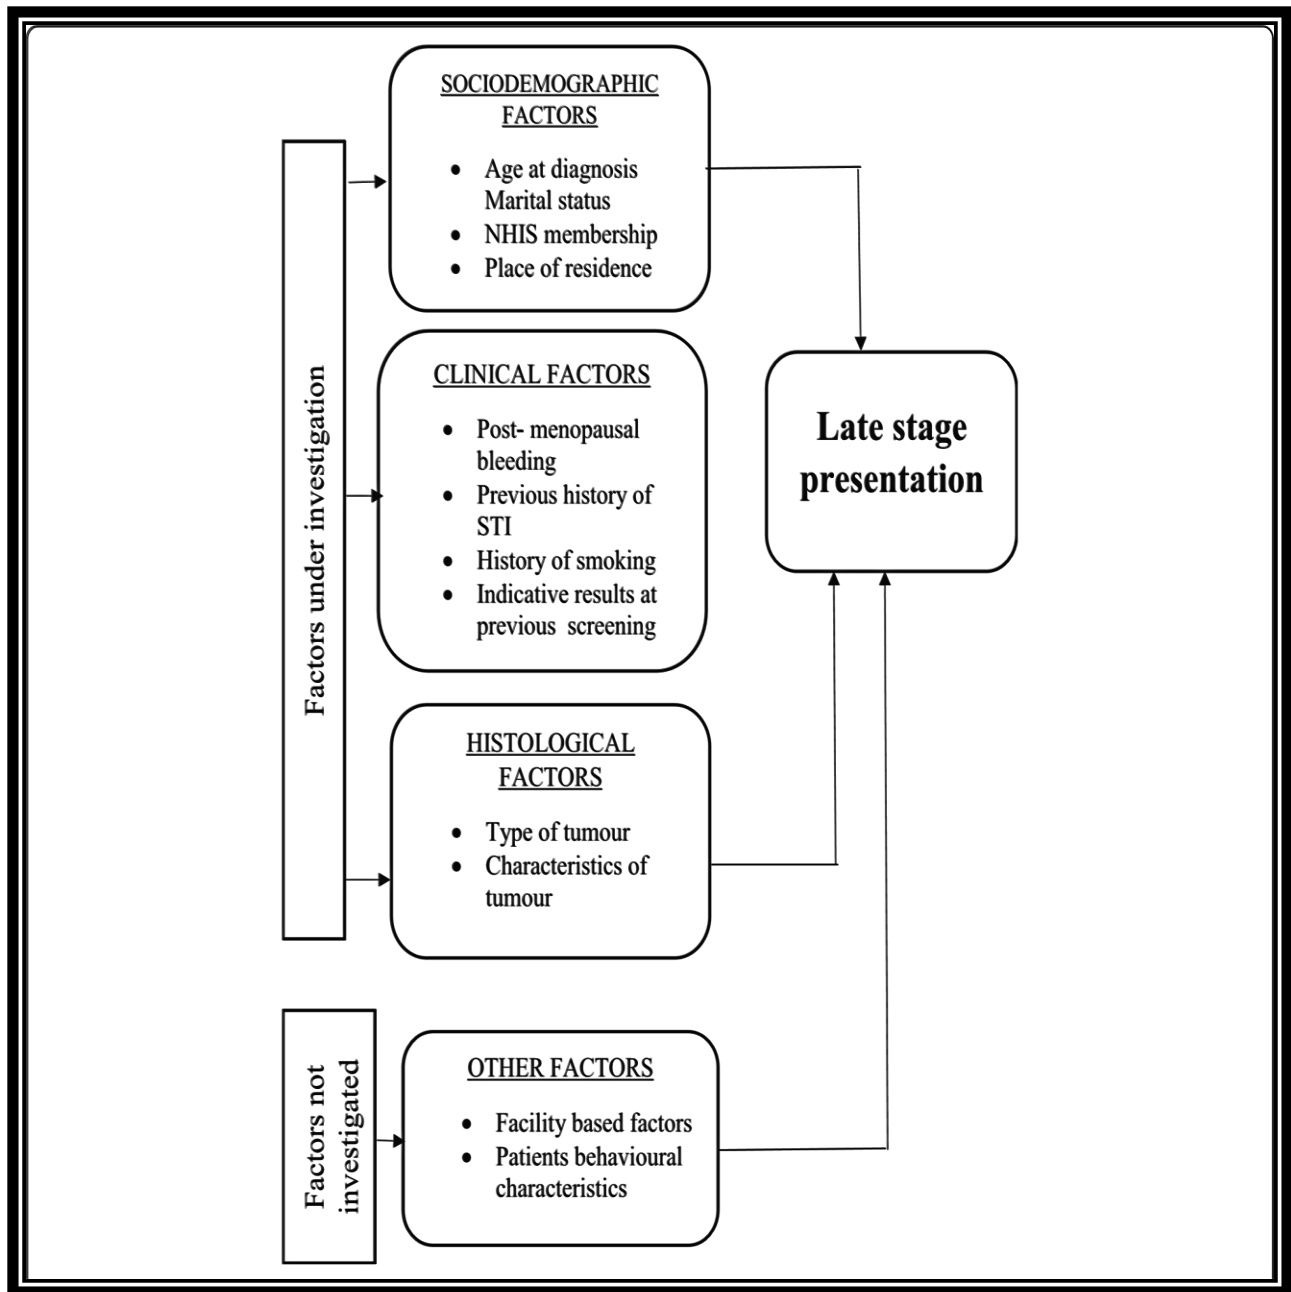 SOCIODEMOGRAPHIC
FACTORS
• Age at diagnosis
Marital status
• NHIS membership
• Place of residence
Factors under investigation
CLINICAL FACTORS
• Post- menopausal
bleeding
• Previous history of
STI
• History of smoking
• Indicative results at
previous screening
Late stage
presentation
HISTOLOGICAL
FACTORS
• Type of tumour
• Characteristics of
tumour
Factors not
investigated
OTHER FACTORS
• Facility based factors
• Patients behavioural
characteristics